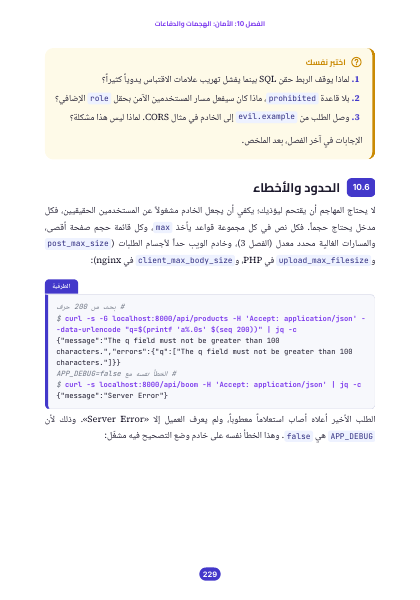 الفصل 10: الأمان: الهجمات والدفاعات
اختبر نفسك
1. لماذا يوقف الربط حقن SQL بينما يفشل تهريب علامات الاقتباس يدوياً كثيراً؟
2. بلا قاعدة prohibited، ماذا كان سيفعل مسار المستخدمين الآمن بحقل role الإضافي؟
3. وصل الطلب من evil.example إلى الخادم في مثال CORS. لماذا ليس هذا مشكلة؟
الإجابات في آخر الفصل، بعد الملخص.
10.6 الحدود والأخطاء
لا يحتاج المهاجم أن يقتحم ليؤذيك؛ يكفي أن يجعل الخادم مشغولاً عن المستخدمين الحقيقيين، فكل
مدخل يحتاج حجماً. فكل نص في كل مجموعة قواعد يأخذ max، وكل قائمة حجم صفحة أقصى،
والمسارات الغالية محدد معدل (الفصل 3)، وخادم الويب حداً لأجسام الطلبات (post_max_size
و upload_max_filesize في PHP، و client_max_body_size في nginx):
الطرفية
# بحث من 200 حرف
$ curl -s -G localhost:8000/api/products -H 'Accept: application/json' -
-data-urlencode "q=$(printf 'a%.0s' $(seq 200))" | jq -c
{"message":"The q field must not be greater than 100
characters.","errors":{"q":["The q field must not be greater than 100
characters."]}}
# الخطأ نفسه مع APP_DEBUG=false
$ curl -s localhost:8000/api/boom -H 'Accept: application/json' | jq -c
{"message":"Server Error"}
الطلب الأخير أعلاه أصاب استعلاماً معطوباً، ولم يعرف العميل إلا «Server Error». وذلك لأن
APP_DEBUG هي false. وهذا الخطأ نفسه على خادم وضع التصحيح فيه مشغّل:
229